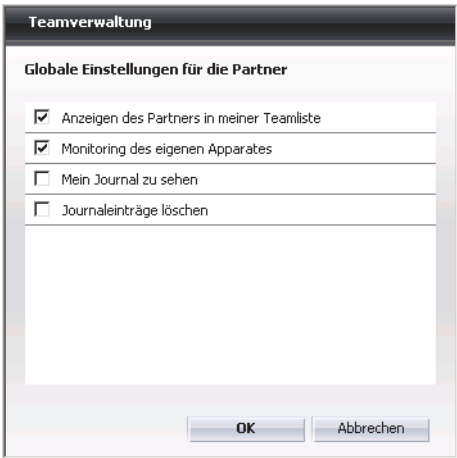 Teamverwaltung
Globale Einstellungen für die Partner
Anzeigen des Partners in meiner Teamliste
Monitoring des eigenen Apparates
Mein Journal zu sehen
Journaleinträge löschen
OK Abbrechen